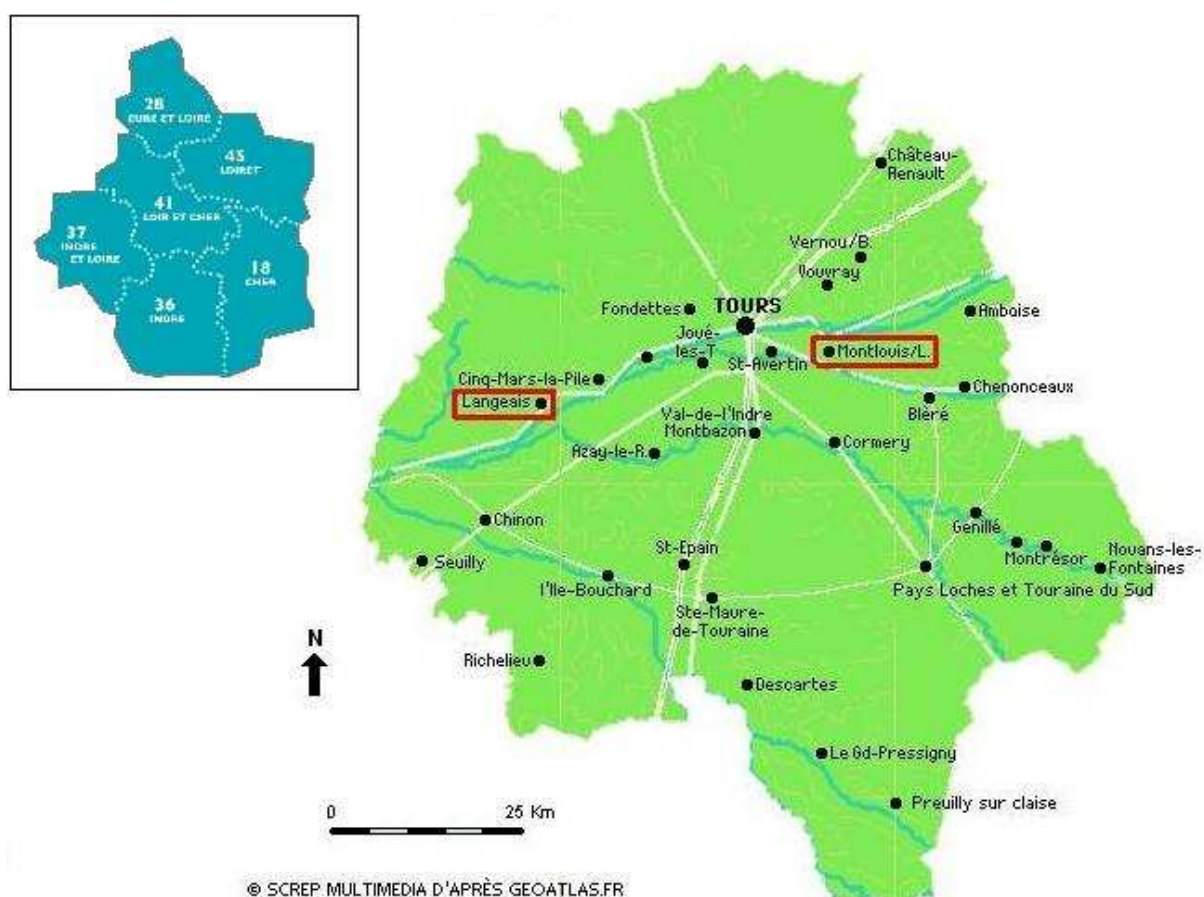 28
EURE ET LOIRE
45
LOIRET
41
LOIR ET CHER
37
INDRE
ET LOIRE
18
CHER
36
INDRE
Château-
Renault
Vernou/B.
Vouvray
Fondettes
TOURS
Amboise
Joué-
les-T
St-Avertin
Montlouis/L.
Cinq-Mars-la-Pile
Chenonceaux
Langeais
Bléré
Val-de-l'Indre
Montbazon
Cormery
Azay-le-R.
Chinon
Genillé
St-Epain
Montrésor
Nouans-les-
Fontaines
Seuilly
l'Ile-Bouchard
Pays Loches et Touraine du Sud
Ste-Maure-
de-Touraine
N
Richelieu
Descartes
Le Gd-Pressigny
Preuilly sur claise
0 25 Km
© SCREP MULTIMEDIA D'APRÈS GEOATLAS.FR